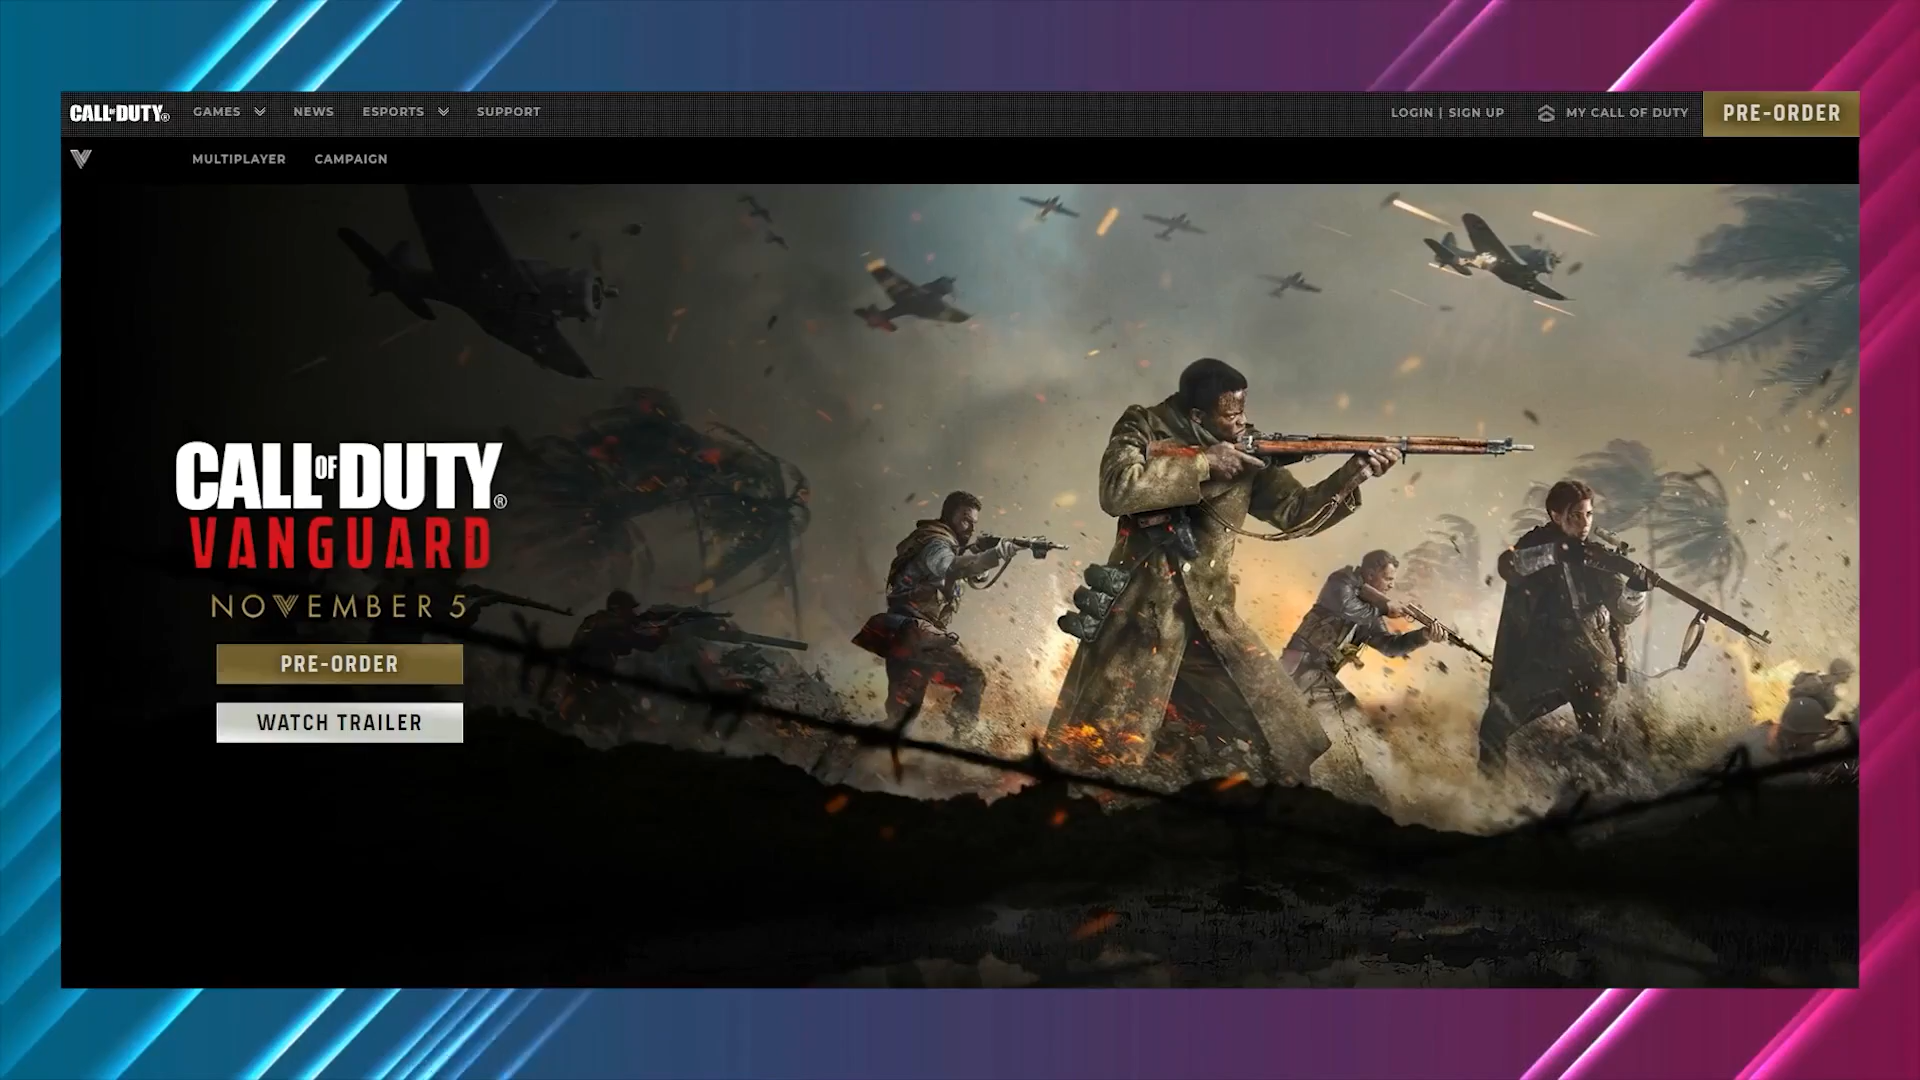 CALL OF DUTY® GAMES NEWS ESPORTS SUPPORT LOGIN | SIGN UP MY CALL OF DUTY PRE-ORDER
MULTIPLAYER CAMPAIGN
CALL OF DUTY®
VANGUARD
NOVEMBER 5
PRE-ORDER
WATCH TRAILER